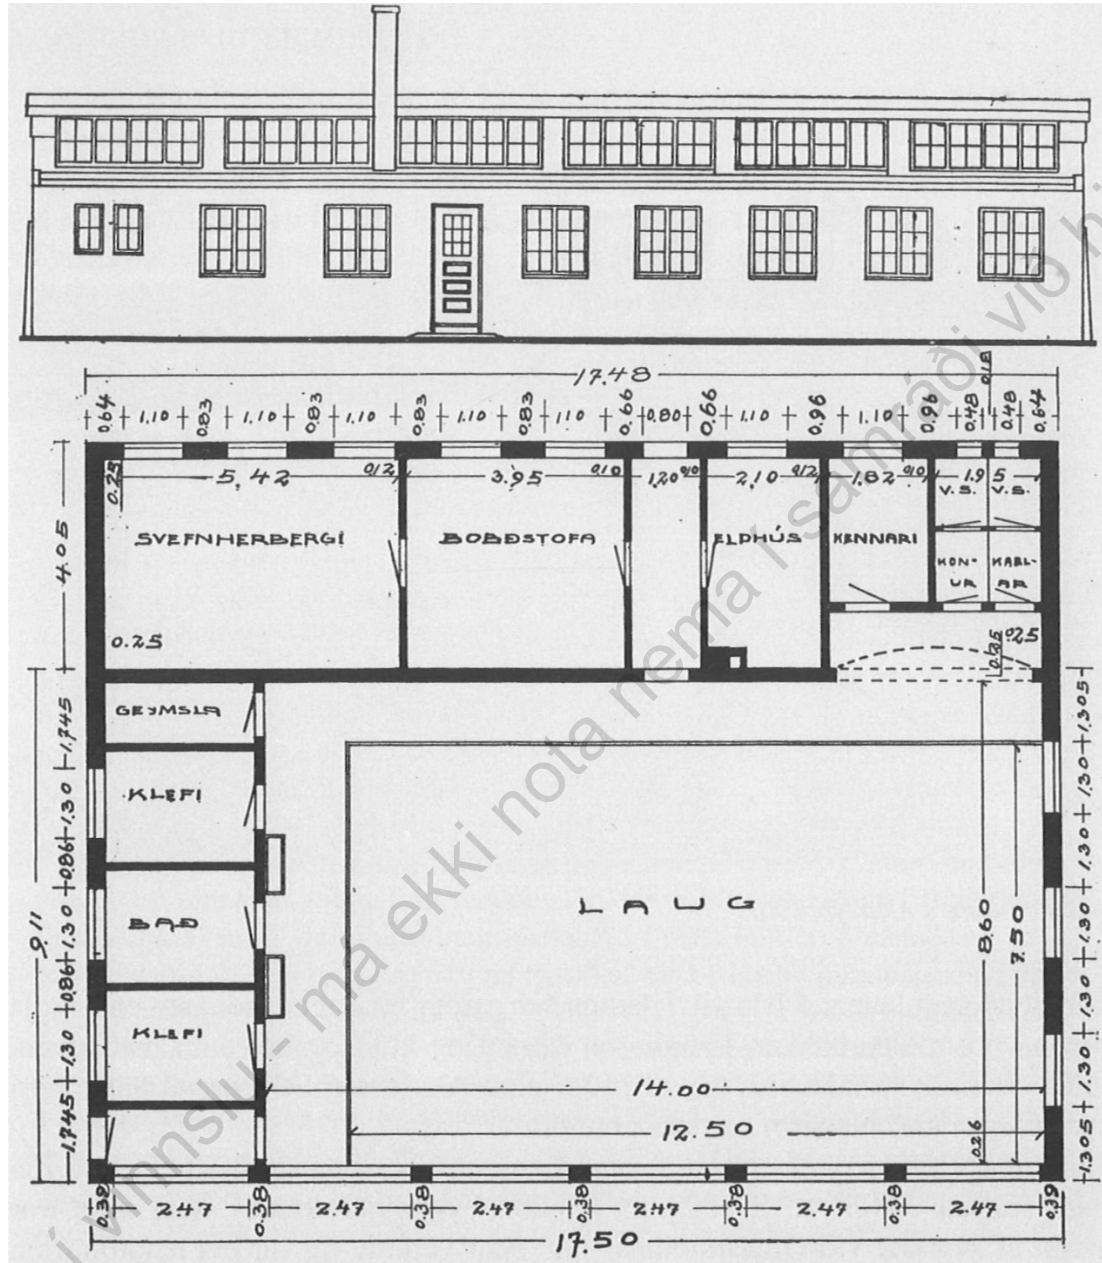 17.48
0.64 1.10 0.83 1.10 0.83 1.10 0.83 1.10 0.83 1.10 0.66 0.80 0.66 1.10 0.96 1.10 0.96 0.48 0.18 0.48 0.64
0.25 5,42 0.12 3.95 0.10 1,20 0.10 2,10 0.12 1.82 0.10 1.95
V.S. V.S.
SVEFNHERBERGI BOÐSTOFA ELDHÚS KENNARI
KON-UR KARL-AR
4.05
0.25 0.25 0.25
GEYMSLA
KLEFI
BAÐ
KLEFI
LAUG
9,11
1.745 1.30 0.86 1.30 0.86 1.30 1.745
1.305 1.30 1.30 1.30 1.30 1.30 1.305
8,60
7.50
14.00
12.50
0.26
0.39 2.47 0.38 2.47 0.38 2.47 0.38 2.47 0.38 2.47 0.38 2.47 0.39
17.50
í vinnslu - má ekki nota nema í samráði við h